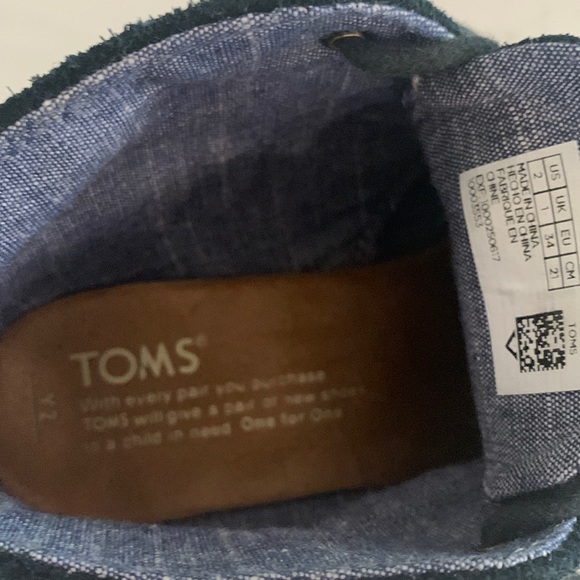 TOMS®
With every pair you purchase
TOMS will give a pair of new shoes
to a child in need. One for One
Y2
US UK EU CM
2 1 34 21
MADE IN CHINA
HECHO EN CHINA
FABRIQUE EN
CHINE
TOMS